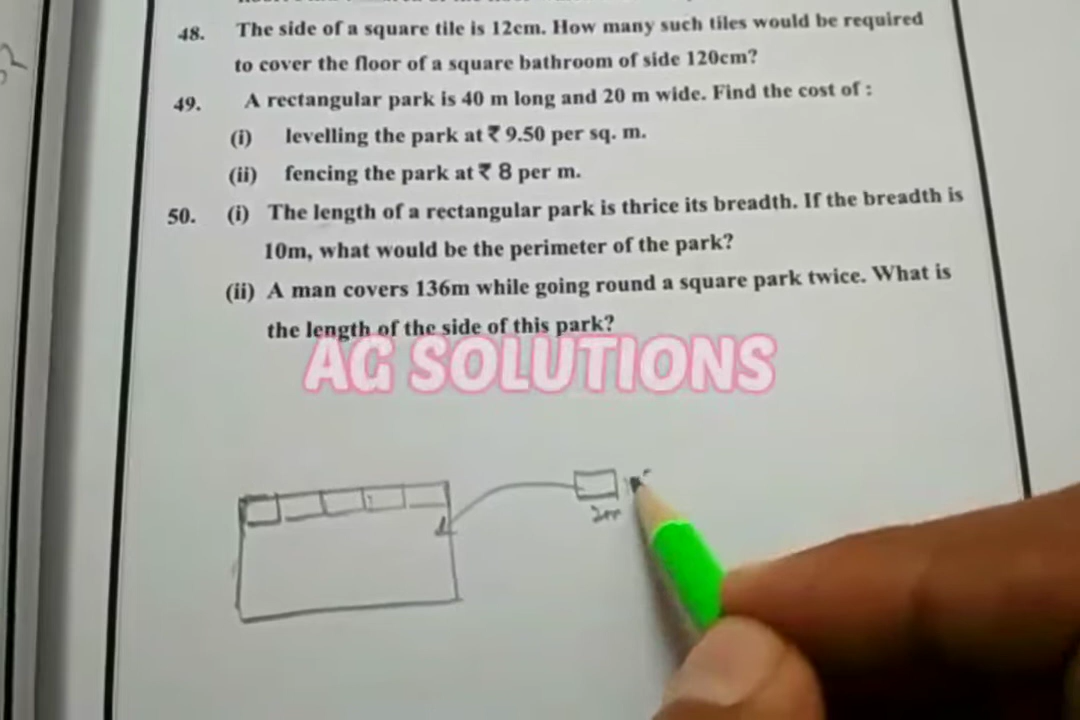 48. The side of a square tile is 12cm. How many such tiles would be required
to cover the floor of a square bathroom of side 120cm?
49. A rectangular park is 40 m long and 20 m wide. Find the cost of :
(i) levelling the park at ₹ 9.50 per sq. m.
(ii) fencing the park at ₹ 8 per m.
50. (i) The length of a rectangular park is thrice its breadth. If the breadth is
10m, what would be the perimeter of the park?
(ii) A man covers 136m while going round a square park twice. What is
the length of the side of this park?
AG SOLUTIONS